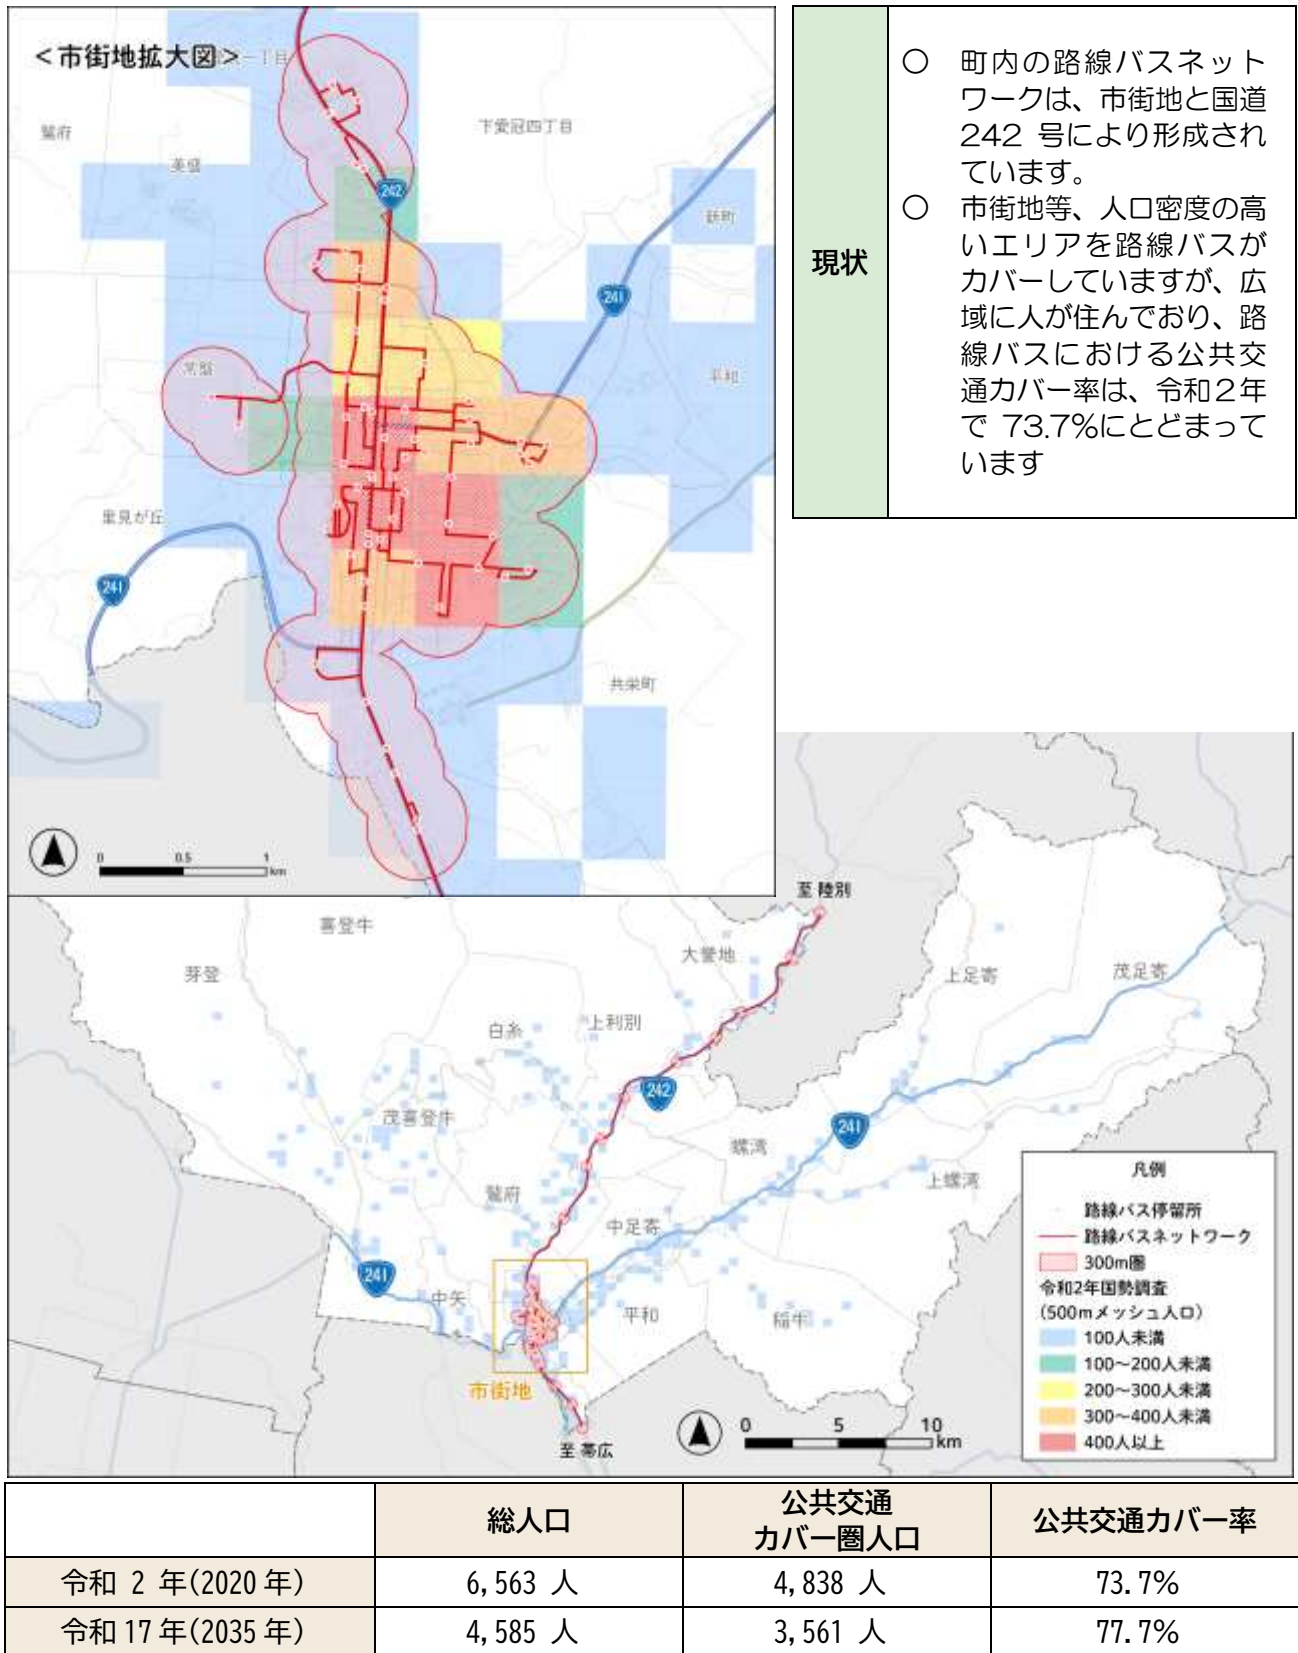 <市街地拡大図>
一丁目
鷲府
美盛
下愛冠四丁目
242
241
平和
常盤
里見が丘
241
共栄町
0 0.5 1
km
現状
○ 町内の路線バスネット
ワークは、市街地と国道
242 号により形成され
ています。
○ 市街地等、人口密度の高
いエリアを路線バスが
カバーしていますが、広
域に人が住んでおり、路
線バスにおける公共交
通カバー率は、令和2年
で 73.7%にとどまって
います
至 陸別
喜登牛
大誉地
芽登
上足寄
茂足寄
白糸
上利別
242
茂喜登牛
241
螺湾
鷲府
上螺湾
中足寄
241
中矢
平和
稲牛
市街地
至 帯広
0 5 10
km
凡例
路線バス停留所
路線バスネットワーク
300m圏
令和2年国勢調査
(500mメッシュ人口)
100人未満
100~200人未満
200~300人未満
300~400人未満
400人以上
総人口 公共交通 公共交通カバー率
カバー圏人口
令和 2 年(2020 年) 6,563 人 4,838 人 73.7%
令和 17 年(2035 年) 4,585 人 3,561 人 77.7%